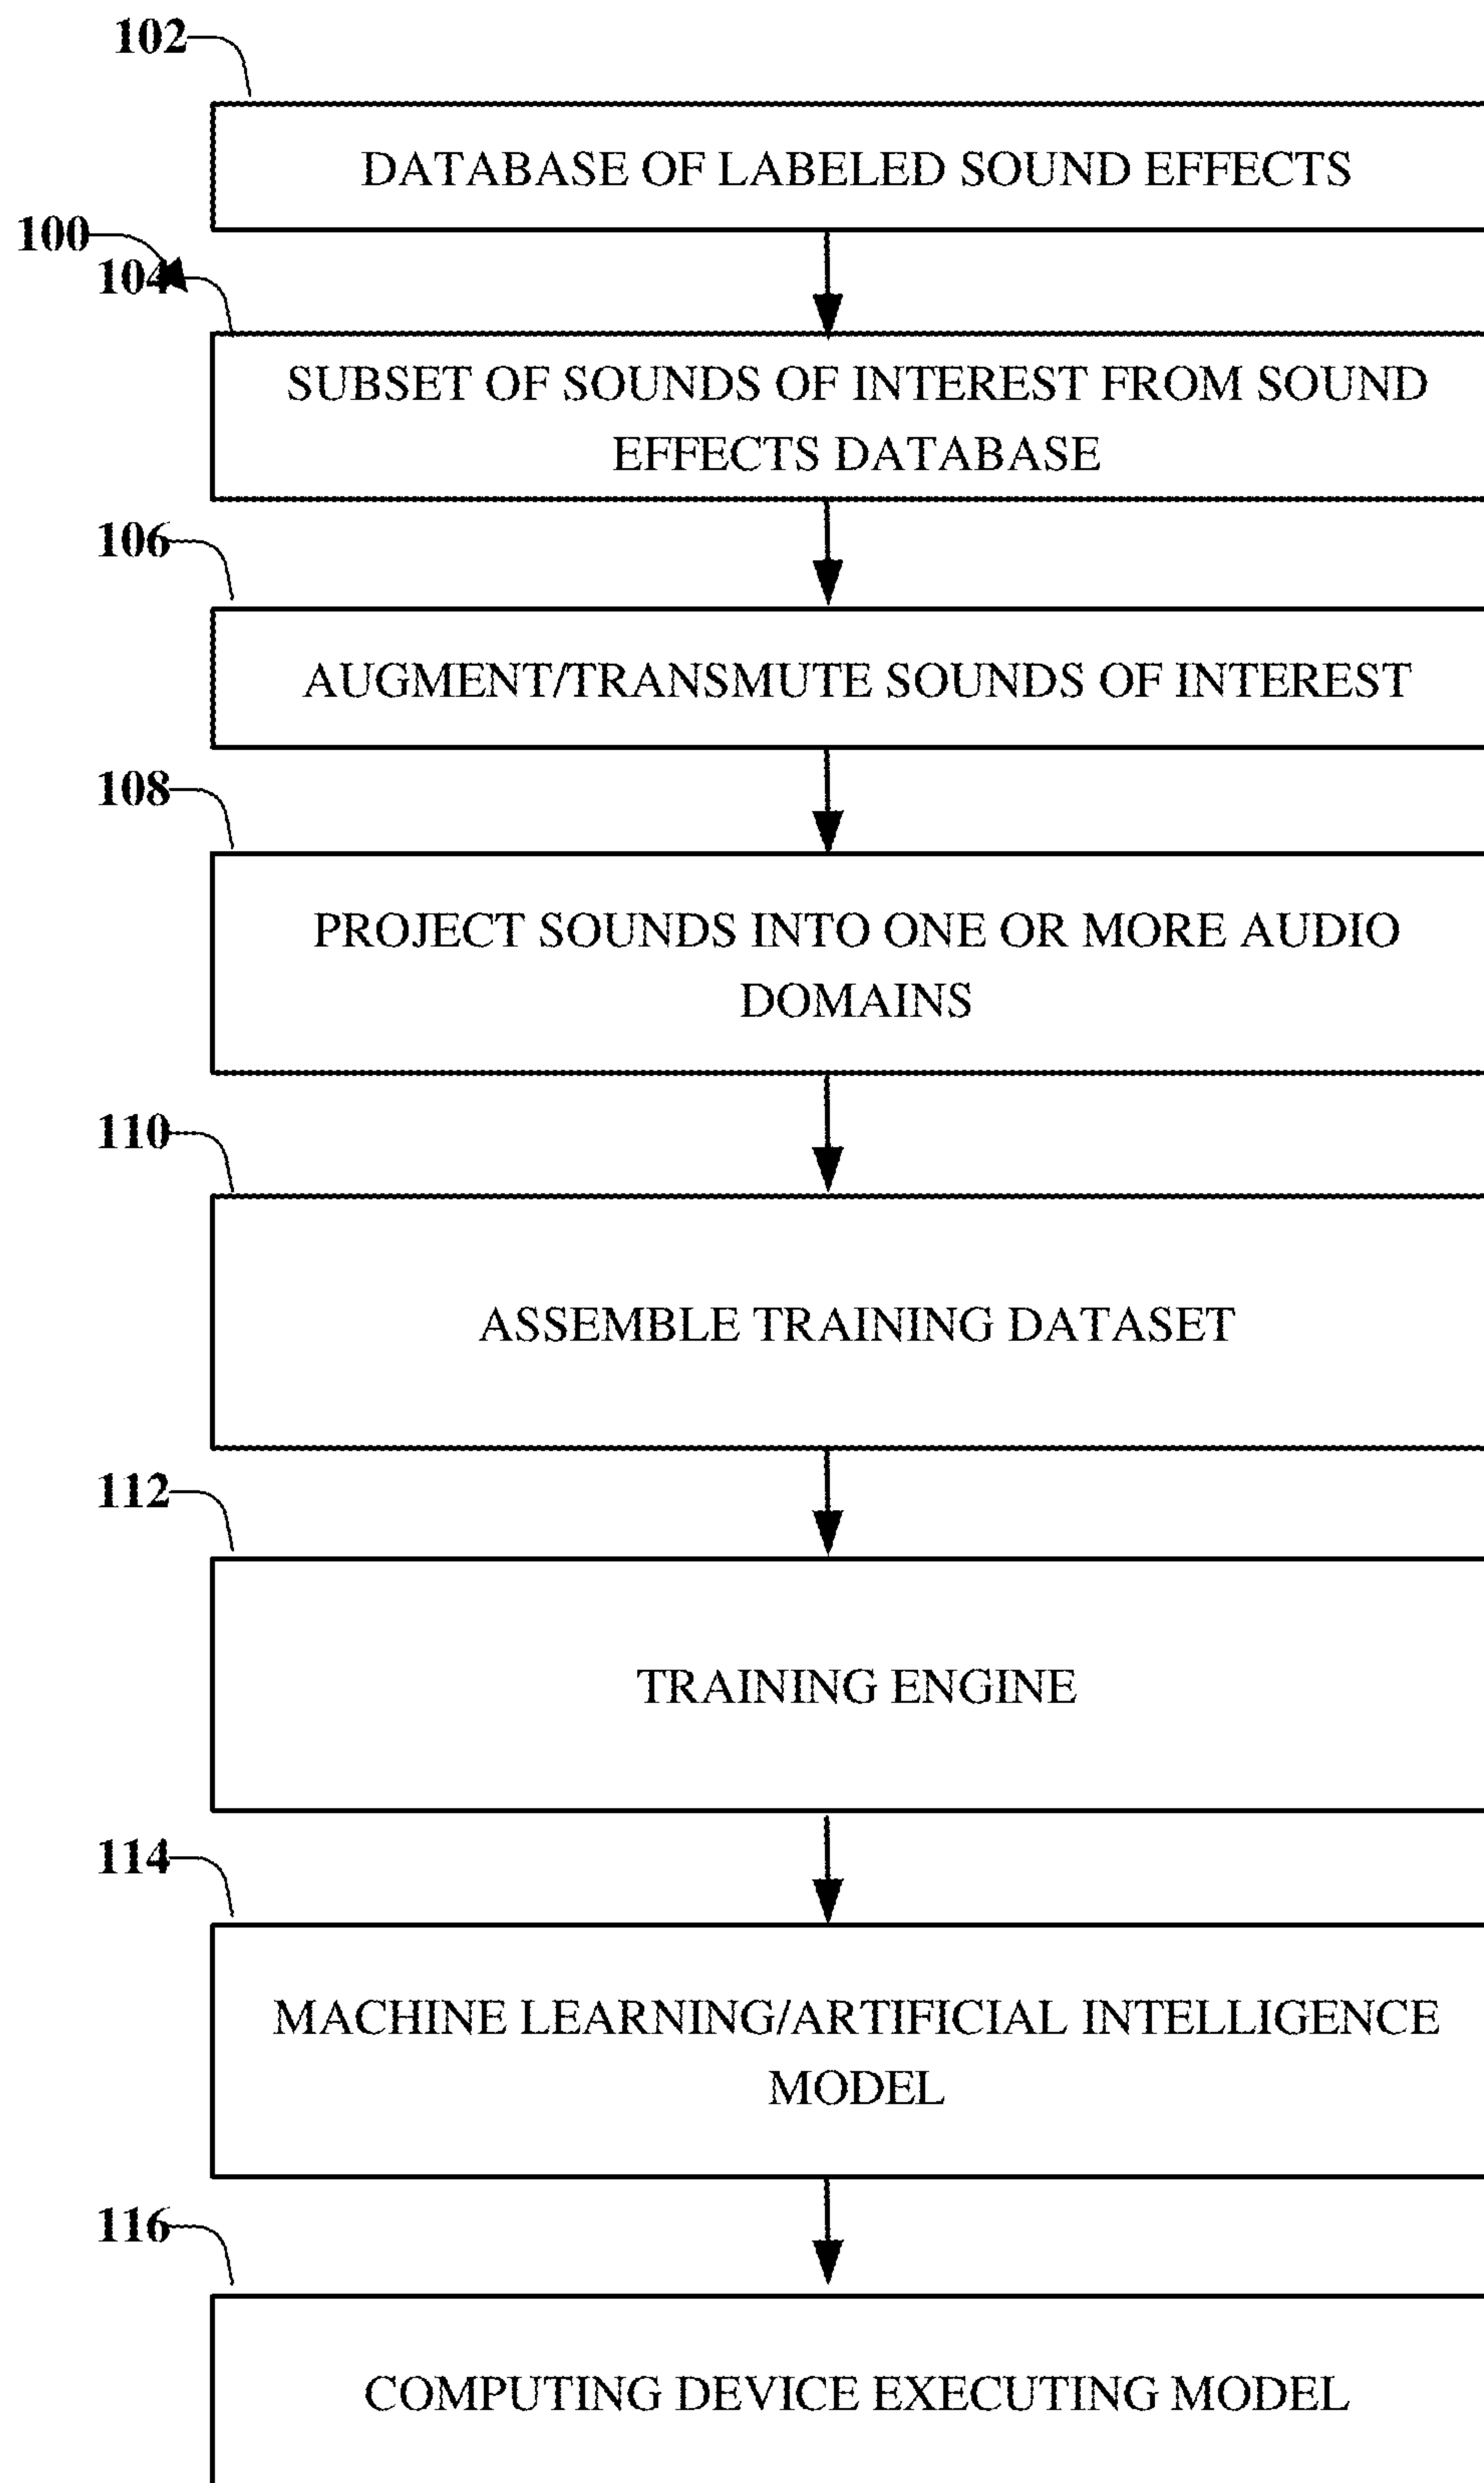 102
DATABASE OF LABELED SOUND EFFECTS
100
104
SUBSET OF SOUNDS OF INTEREST FROM SOUND
EFFECTS DATABASE
106
AUGMENT/TRANSMUTE SOUNDS OF INTEREST
108
PROJECT SOUNDS INTO ONE OR MORE AUDIO
DOMAINS
110
ASSEMBLE TRAINING DATASET
112
TRAINING ENGINE
114
MACHINE LEARNING/ARTIFICIAL INTELLIGENCE
MODEL
116
COMPUTING DEVICE EXECUTING MODEL